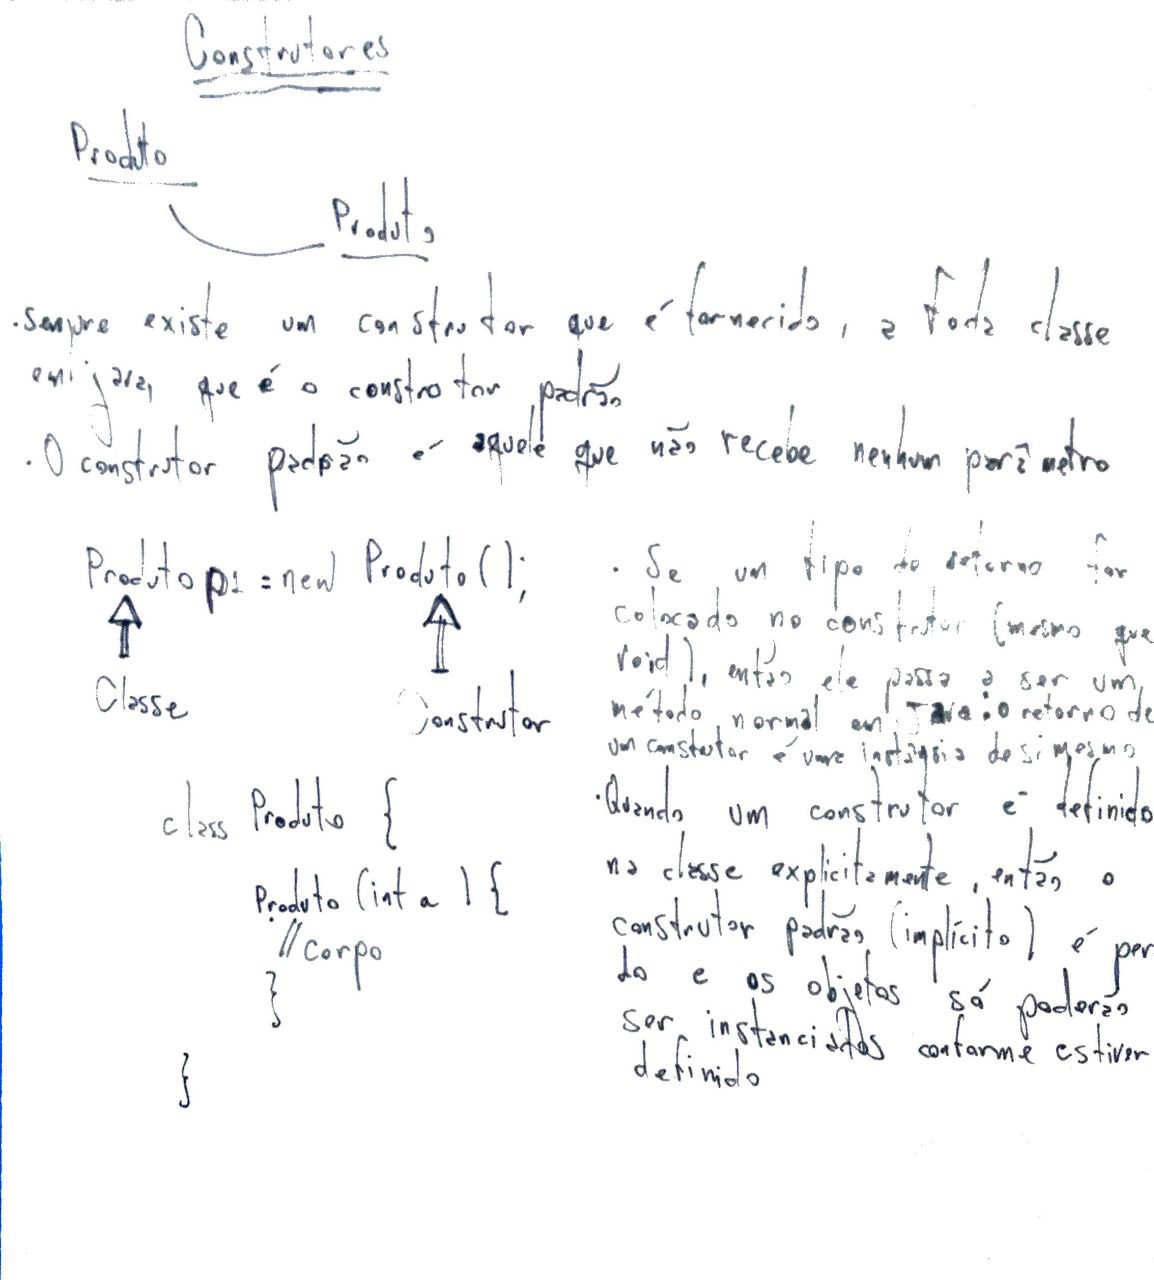 Construtores
Produto
Produto
.Sempre existe um construtor que é fornecido, a toda classe
em java, que é o construtor padrão
.O construtor padrão é aquele que não recebe nenhum parâmetro
Produto p1 = new Produto();
Classe
Construtor
class Produto {
Produto (int a ) {
//corpo
}
}
. Se um tipo de retorno for
colocado no construtor (mesmo que
void), então ele passa a ser um
método normal em Java: o retorno de
um construtor é uma instância de si mesmo
.Quando um construtor é definido
na classe explicitamente, então o
construtor padrão (implícito) é per
do e os objetos só poderão
ser instanciados conforme estiver
definido